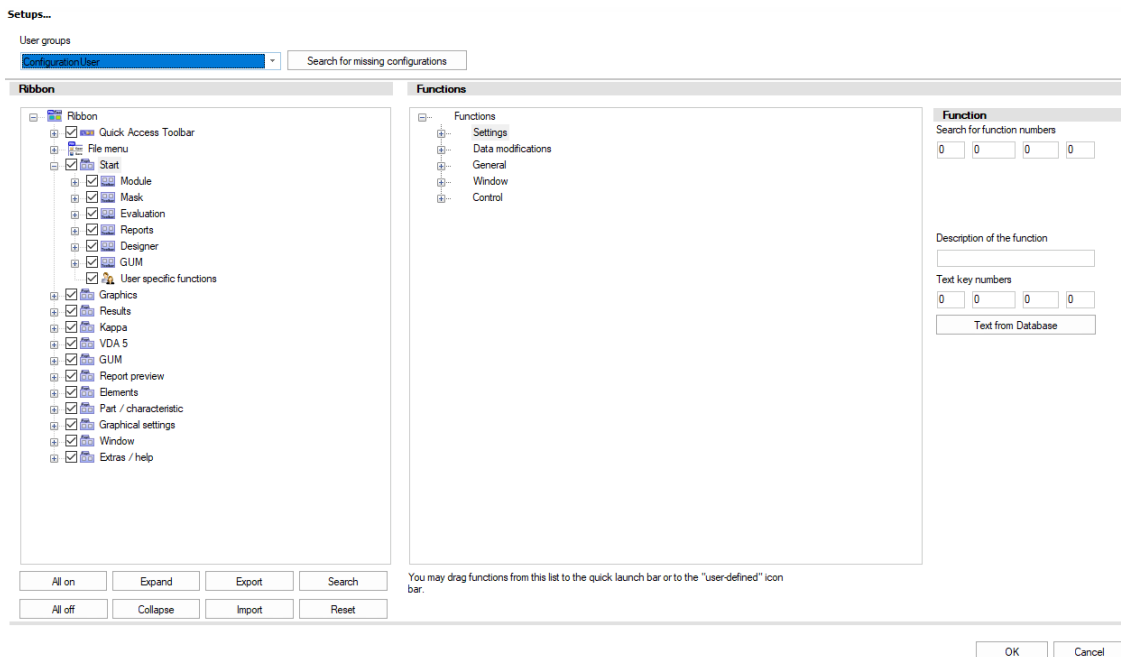 Setups...
User groups
ConfigurationUser
Search for missing configurations
Ribbon
Ribbon
Quick Access Toolbar
File menu
Start
Module
Mask
Evaluation
Reports
Designer
GUM
User specific functions
Graphics
Results
Kappa
VDA 5
GUM
Report preview
Elements
Part / characteristic
Graphical settings
Window
Extras / help
All on Expand Export Search
All off Collapse Import Reset
Functions
Functions
Settings
Data modifications
General
Window
Control
You may drag functions from this list to the quick launch bar or to the "user-defined" icon
bar.
Function
Search for function numbers
0 0 0 0
Description of the function
Text key numbers
0 0 0 0
Text from Database
OK Cancel